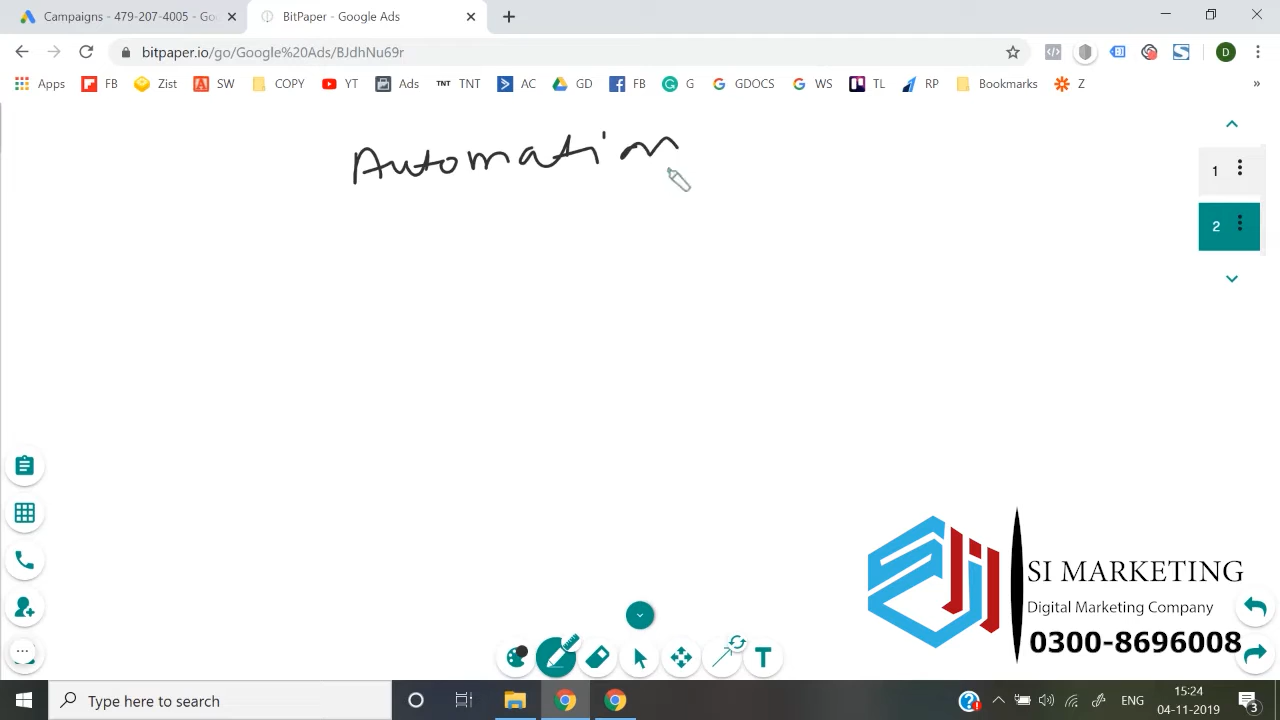 Campaigns - 479-207-4005 - Go
BitPaper - Google Ads
bitpaper.io/go/Google%20Ads/BJdhNu69r
D
Apps
FB
Zist
SW
COPY
YT
Ads
TNT TNT
AC
GD
FB
G
GDOCS
WS
TL
RP
Bookmarks
Z
»
Automation
1
2
SI MARKETING
Digital Marketing Company
0300-8696008
T
Type here to search
ENG
15:24
04-11-2019
3